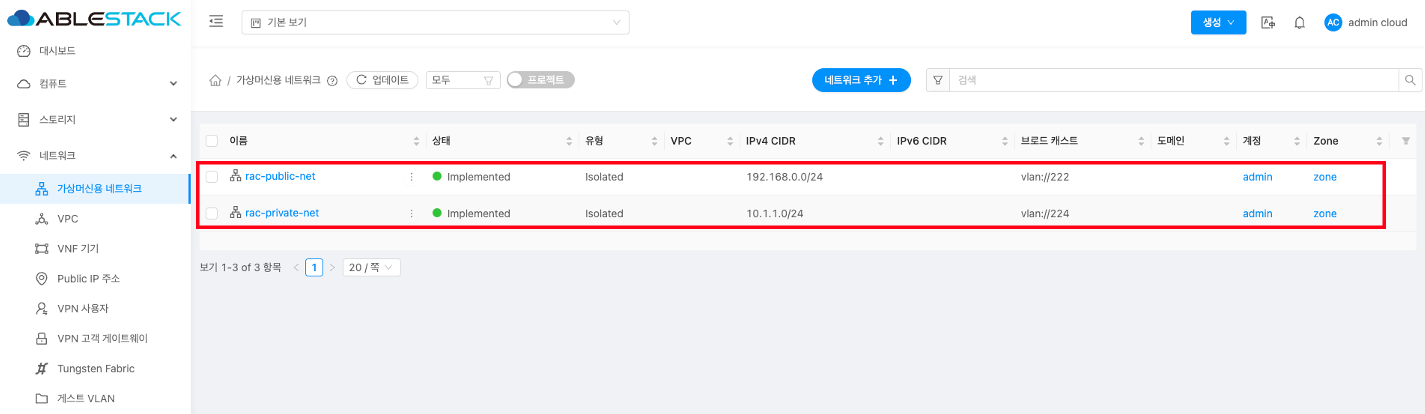 ABLESTACK
기본 보기
생성
AC admin cloud
대시보드
컴퓨트
스토리지
네트워크
가상머신용 네트워크
VPC
VNF 기기
Public IP 주소
VPN 사용자
VPN 고객 게이트웨이
Tungsten Fabric
게스트 VLAN
/ 가상머신용 네트워크 업데이트 모두 프로젝트
네트워크 추가 + 검색
이름 상태 유형 VPC IPv4 CIDR IPv6 CIDR 브로드 캐스트 도메인 계정 Zone
rac-public-net Implemented Isolated 192.168.0.0/24 vlan://222 admin zone
rac-private-net Implemented Isolated 10.1.1.0/24 vlan://224 admin zone
보기 1-3 of 3 항목 < 1 > 20 / 쪽